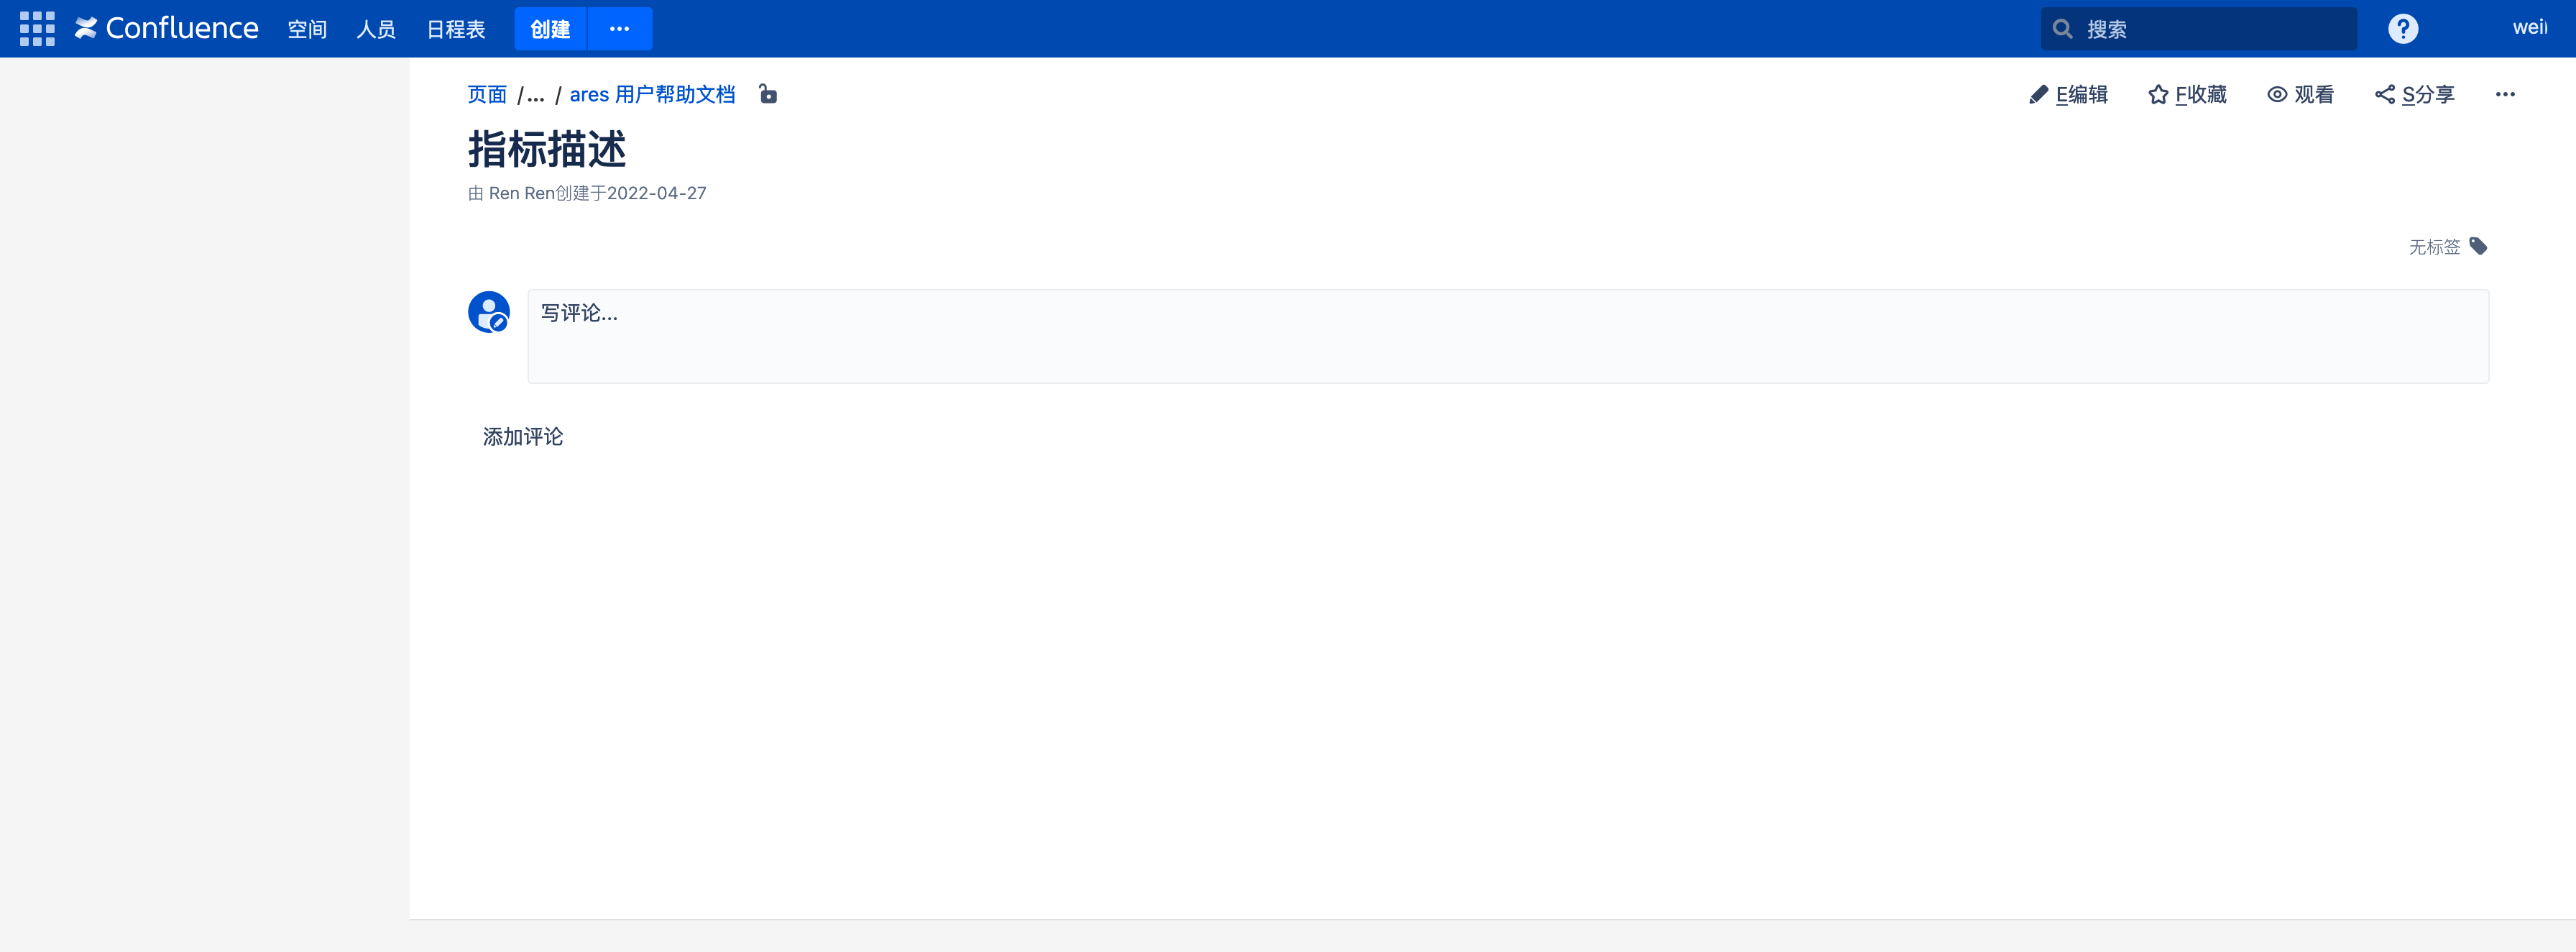 Confluence 空间 人员 日程表 创建 ··· 搜索 ?
页面 /... / ares 用户帮助文档 E编辑 F收藏 观看 S分享 ···
指标描述
由 Ren Ren创建于2022-04-27
无标签
写评论...
添加评论